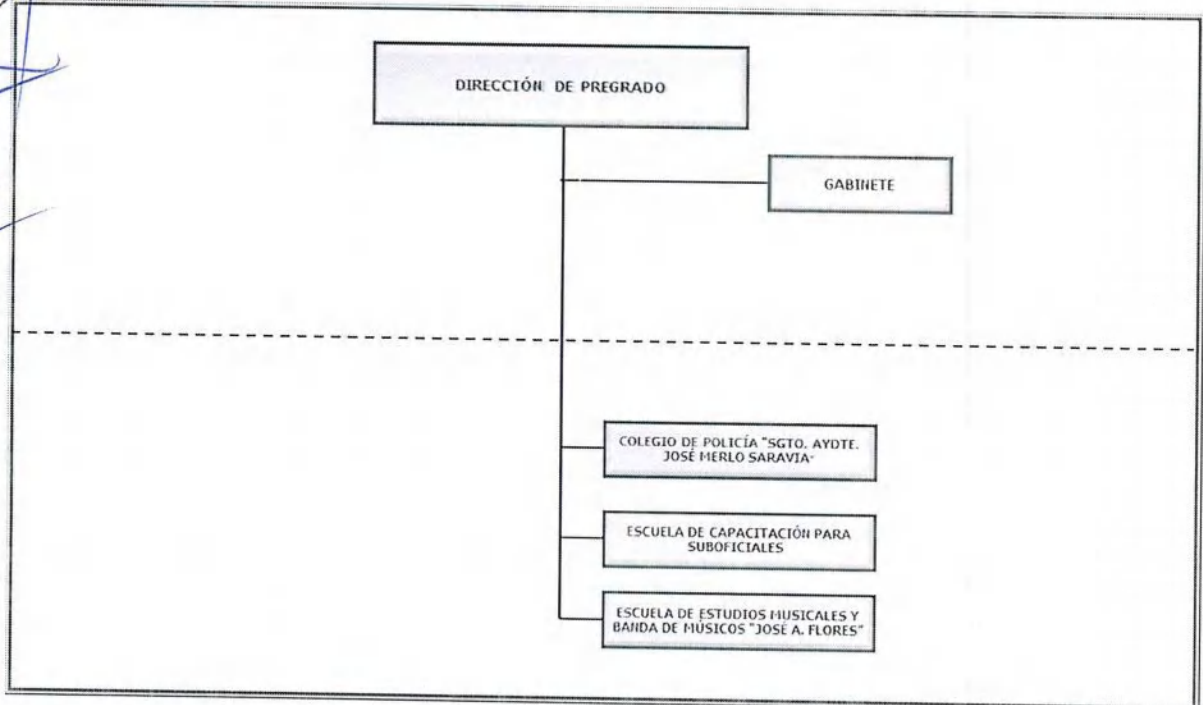 DIRECCIÓN DE PREGRADO
GABINETE
COLEGIO DE POLICÍA "SGTO. AYDTE.
JOSÉ MERLO SARAVIA"
ESCUELA DE CAPACITACIÓN PARA
SUBOFICIALES
ESCUELA DE ESTUDIOS MUSICALES Y
BANDA DE MÚSICOS "JOSÉ A. FLORES"